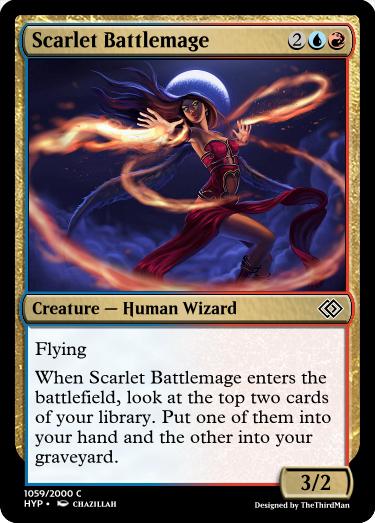 Scarlet Battlemage 2
Creature — Human Wizard
Flying
When Scarlet Battlemage enters the
battlefield, look at the top two cards
of your library. Put one of them into
your hand and the other into your
graveyard.
3/2
1059/2000 C
HYP • CHAZILLAH
Designed by TheThirdMan